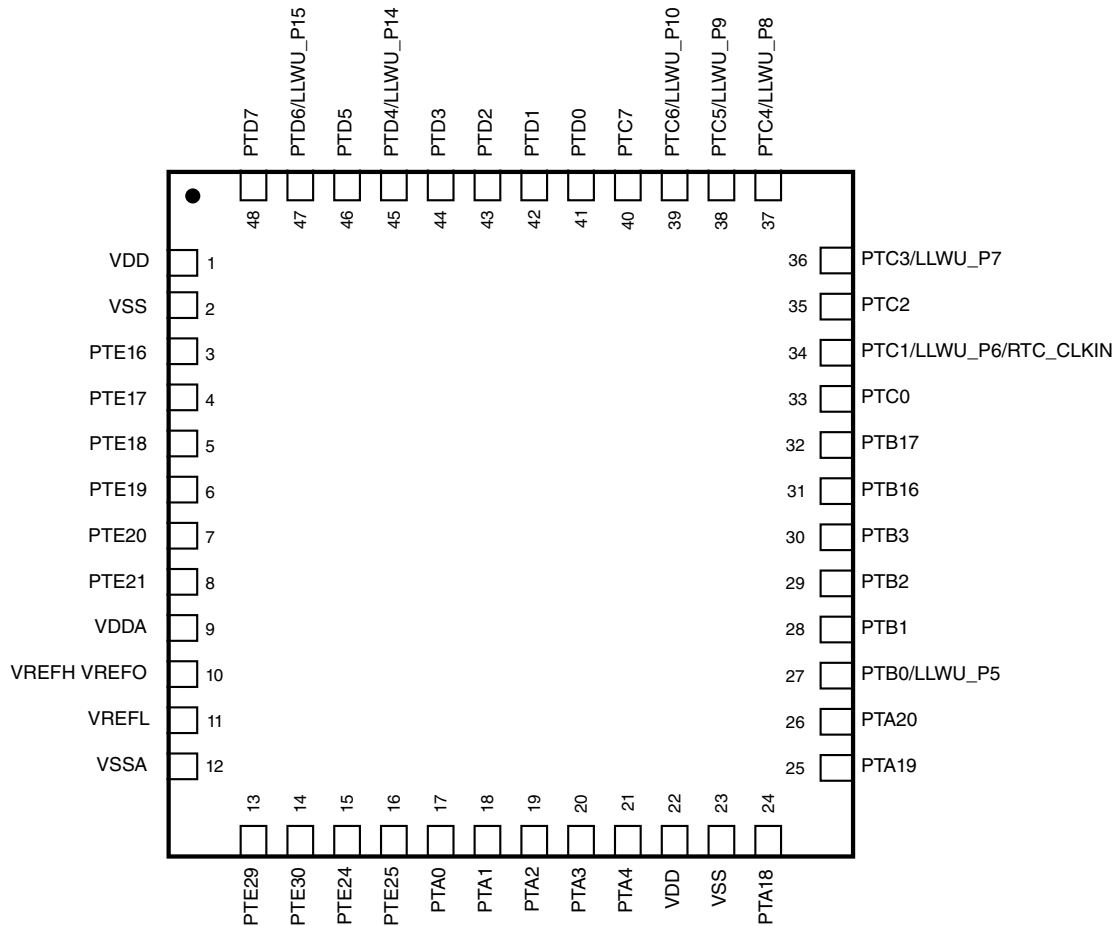 PTD7
PTD6/LLWU_P15
PTD5
PTD4/LLWU_P14
PTD3
PTD2
PTD1
PTD0
PTC7
PTC6/LLWU_P10
PTC5/LLWU_P9
PTC4/LLWU_P8
48
47
46
45
44
43
42
41
40
39
38
37
VDD 1
VSS 2
PTE16 3
PTE17 4
PTE18 5
PTE19 6
PTE20 7
PTE21 8
VDDA 9
VREFH VREFO 10
VREFL 11
VSSA 12
36 PTC3/LLWU_P7
35 PTC2
34 PTC1/LLWU_P6/RTC_CLKIN
33 PTC0
32 PTB17
31 PTB16
30 PTB3
29 PTB2
28 PTB1
27 PTB0/LLWU_P5
26 PTA20
25 PTA19
13
14
15
16
17
18
19
20
21
22
23
24
PTE29
PTE30
PTE24
PTE25
PTA0
PTA1
PTA2
PTA3
PTA4
VDD
VSS
PTA18